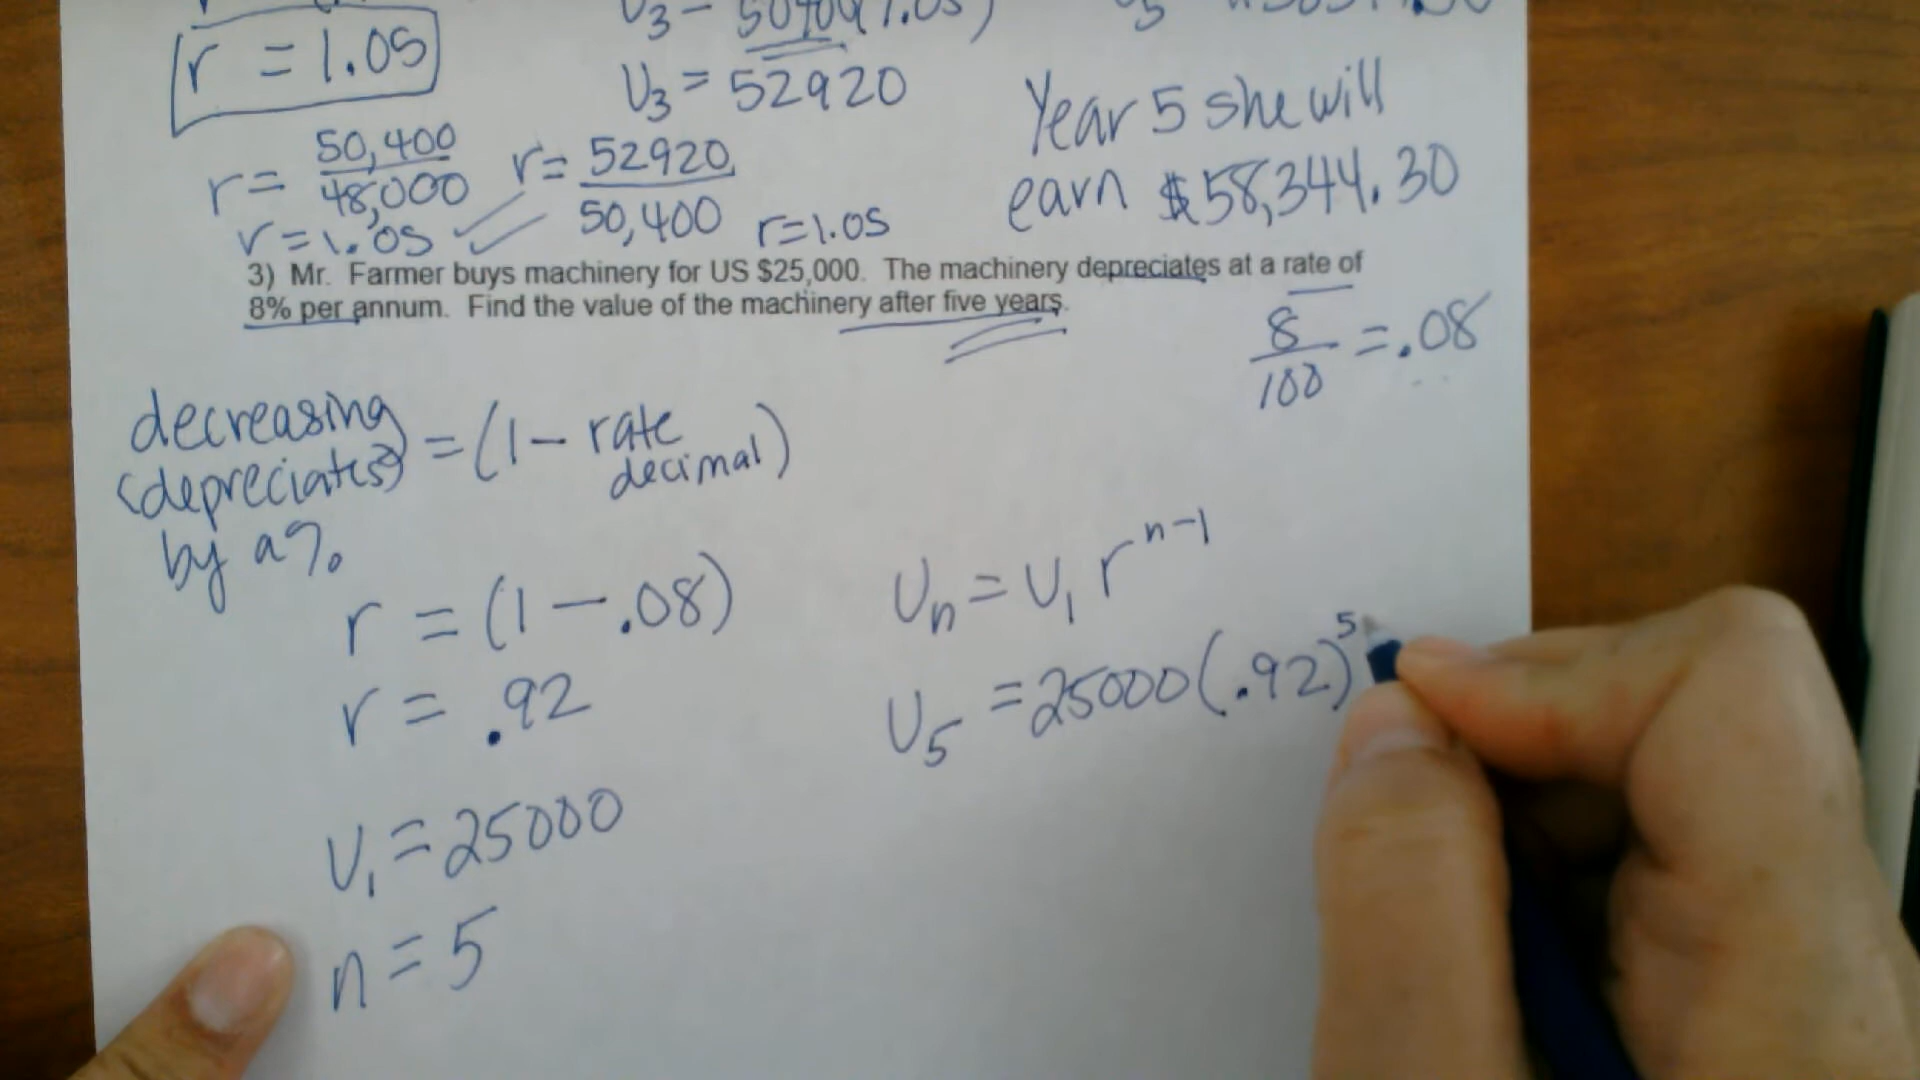 r = 1.05
U3 = 52920
Year 5 she will
earn $58,344.30
r = 50,400 / 48,000
r = 52920 / 50,400
r = 1.05
r = 1.05
3) Mr. Farmer buys machinery for US $25,000. The machinery depreciates at a rate of
8% per annum. Find the value of the machinery after five years.
8/100 = .08
decreasing
(depreciates) = (1 - rate decimal)
by a %
r = (1 - .08)
r = .92
U1 = 25000
n = 5
Un = U1 r^n-1
U5 = 25000(.92)^5